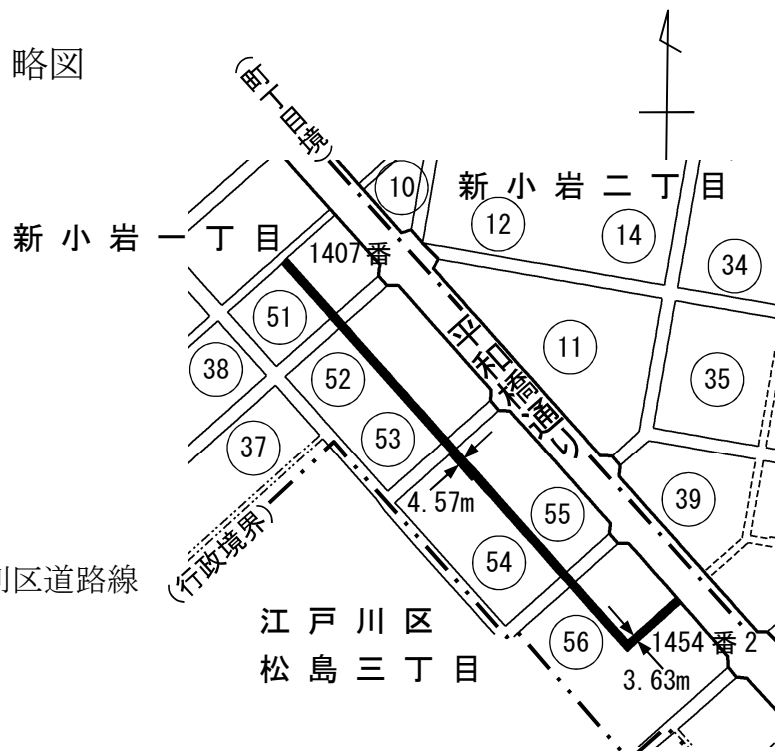 略図
(町丁目境)
新小岩二丁目
10
12
14
34
新小岩一丁目
1407番
51
平和橋通り
11
35
38
52
53
37
4.57m
55
39
54
(行政境界)
区道路線
江戸川区
松島三丁目
56
1454番2
3.63m